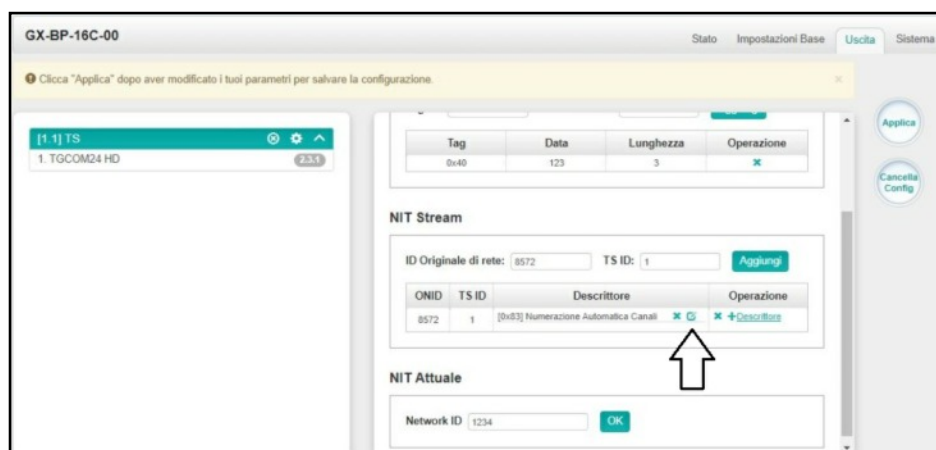 GX-BP-16C-00
Stato Impostazioni Base Uscita Sistema
Clicca "Applica" dopo aver modificato i tuoi parametri per salvare la configurazione.
×
Applica
Cancella
Config
[1.1] TS
1. TGCOM24 HD 2.3.1
Tag Data Lunghezza Operazione
0x40 123 3
NIT Stream
ID Originale di rete: 8572 TS ID: 1 Aggiungi
ONID TS ID Descrittore Operazione
8572 1 [0x83] Numerazione Automatica Canali +Descrittore
NIT Attuale
Network ID 1234 OK